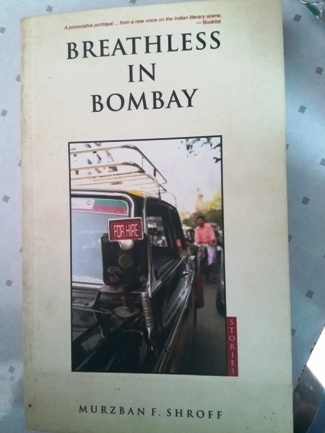 A provocative portrayal ... from a new voice on the Indian literary scene.
— Booklist
BREATHLESS
IN
BOMBAY
FOR HIRE
STORIES
MURZBAN F. SHROFF